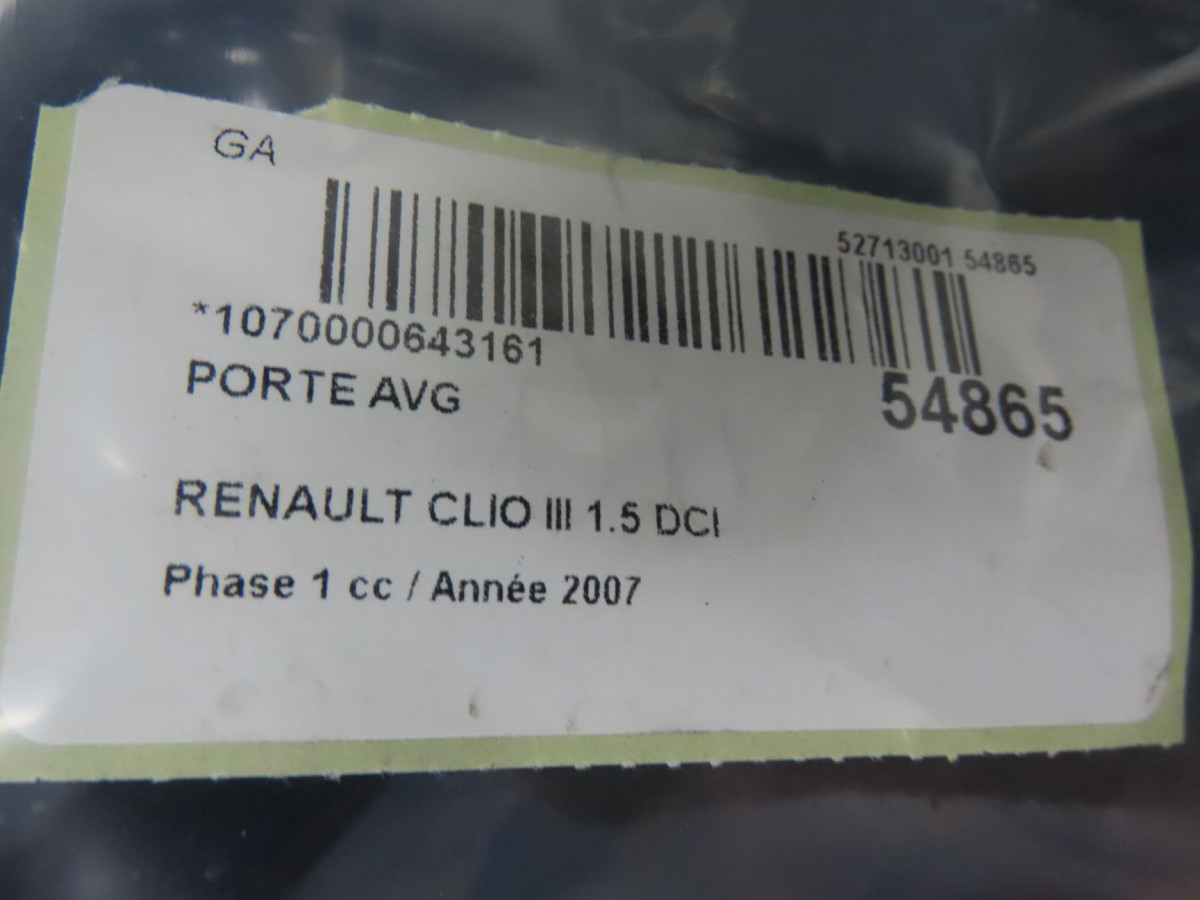 GA
52713001 54865
*1070000643161
PORTE AVG
54865
RENAULT CLIO III 1.5 DCI
Phase 1 cc / Année 2007